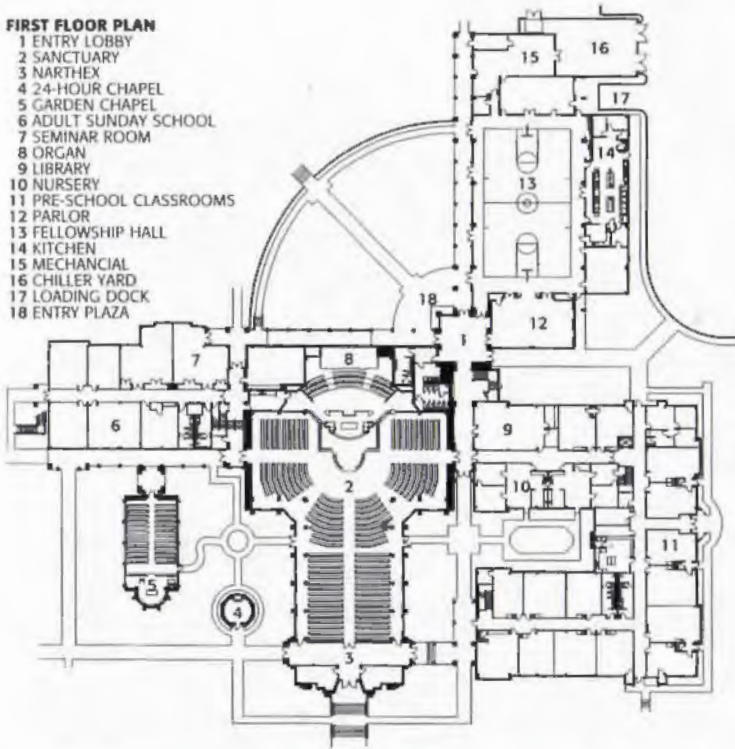 FIRST FLOOR PLAN
1 ENTRY LOBBY
2 SANCTUARY
3 NARTHEX
4 24-HOUR CHAPEL
5 GARDEN CHAPEL
6 ADULT SUNDAY SCHOOL
7 SEMINAR ROOM
8 ORGAN
9 LIBRARY
10 NURSERY
11 PRE-SCHOOL CLASSROOMS
12 PARLOR
13 FELLOWSHIP HALL
14 KITCHEN
15 MECHANCIAL
16 CHILLER YARD
17 LOADING DOCK
18 ENTRY PLAZA
15
16
17
14
13
18
1
12
7
8
6
9
2
10
11
5
4
3